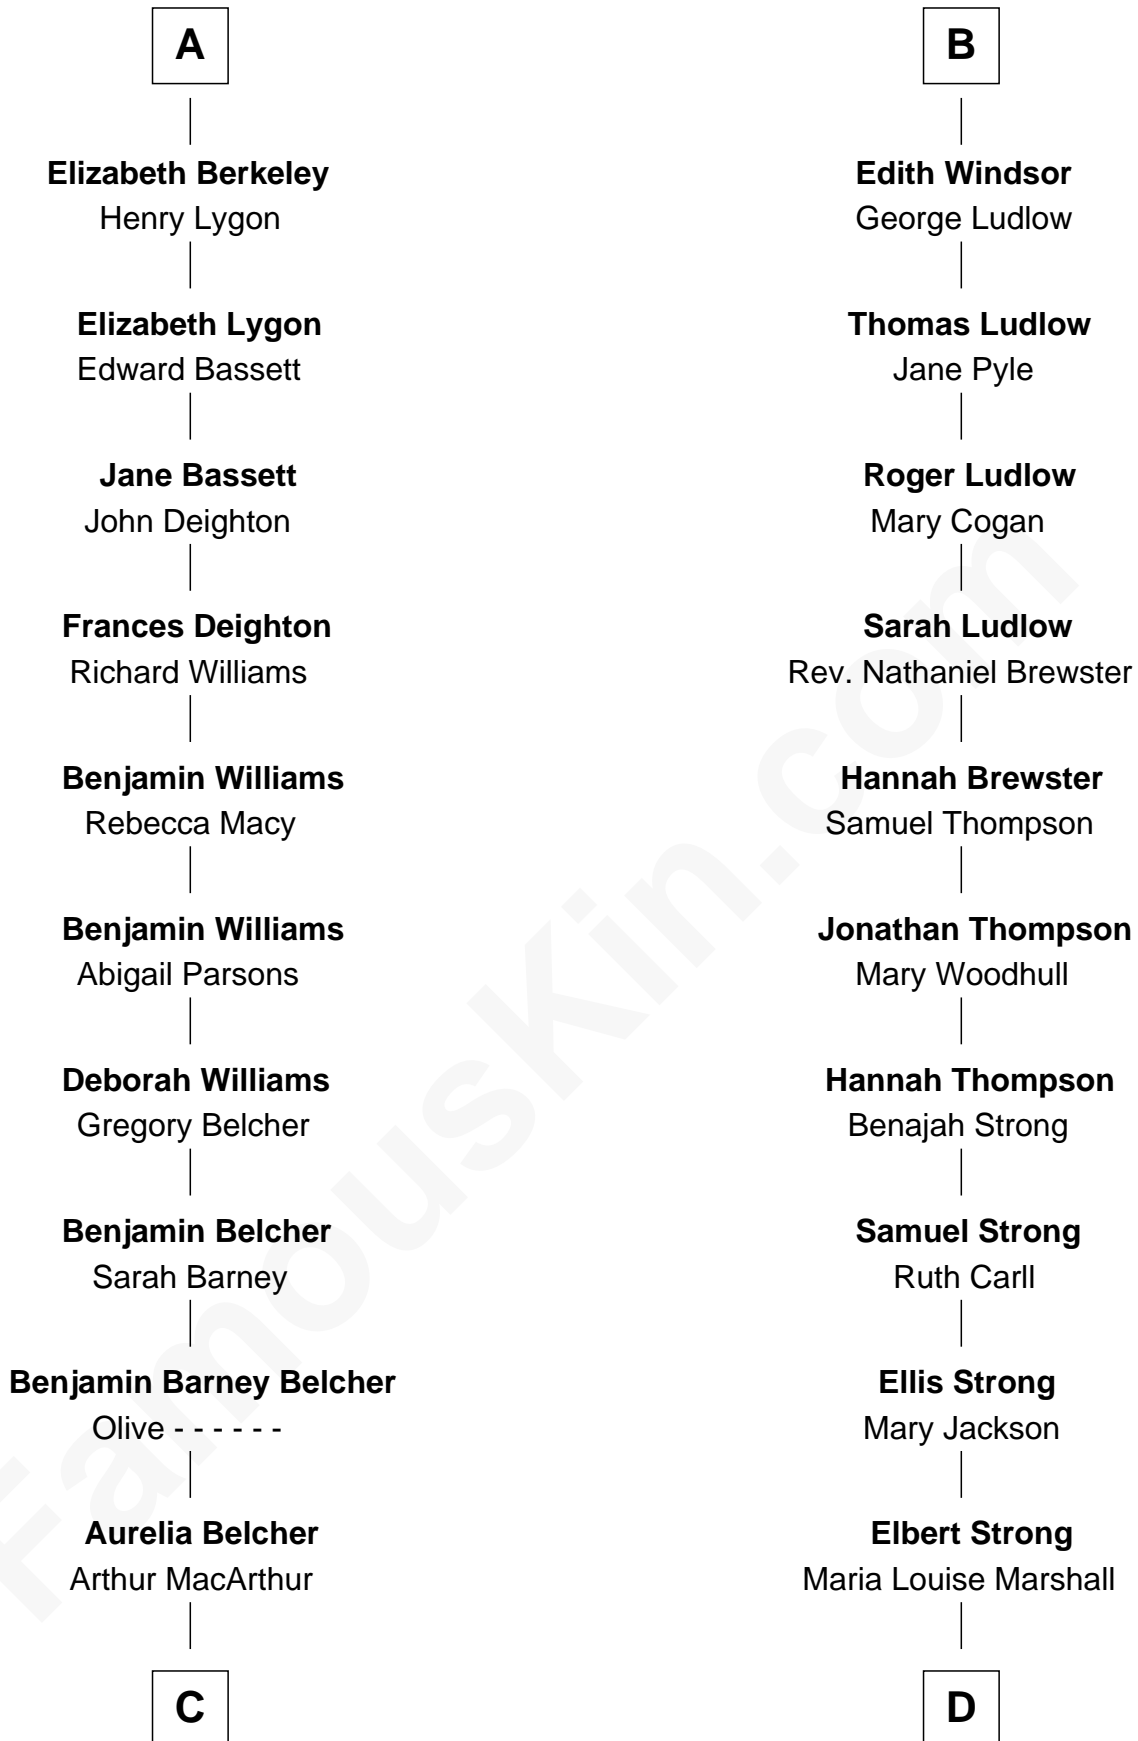 A
Elizabeth Berkeley
Henry Lygon
Elizabeth Lygon
Edward Bassett
Jane Bassett
John Deighton
Frances Deighton
Richard Williams
Benjamin Williams
Rebecca Macy
Benjamin Williams
Abigail Parsons
Deborah Williams
Gregory Belcher
Benjamin Belcher
Sarah Barney
Benjamin Barney Belcher
Olive - - - - - -
Aurelia Belcher
Arthur MacArthur
C
B
Edith Windsor
George Ludlow
Thomas Ludlow
Jane Pyle
Roger Ludlow
Mary Cogan
Sarah Ludlow
Rev. Nathaniel Brewster
Hannah Brewster
Samuel Thompson
Jonathan Thompson
Mary Woodhull
Hannah Thompson
Benajah Strong
Samuel Strong
Ruth Carll
Ellis Strong
Mary Jackson
Elbert Strong
Maria Louise Marshall
D
FamousKin.com